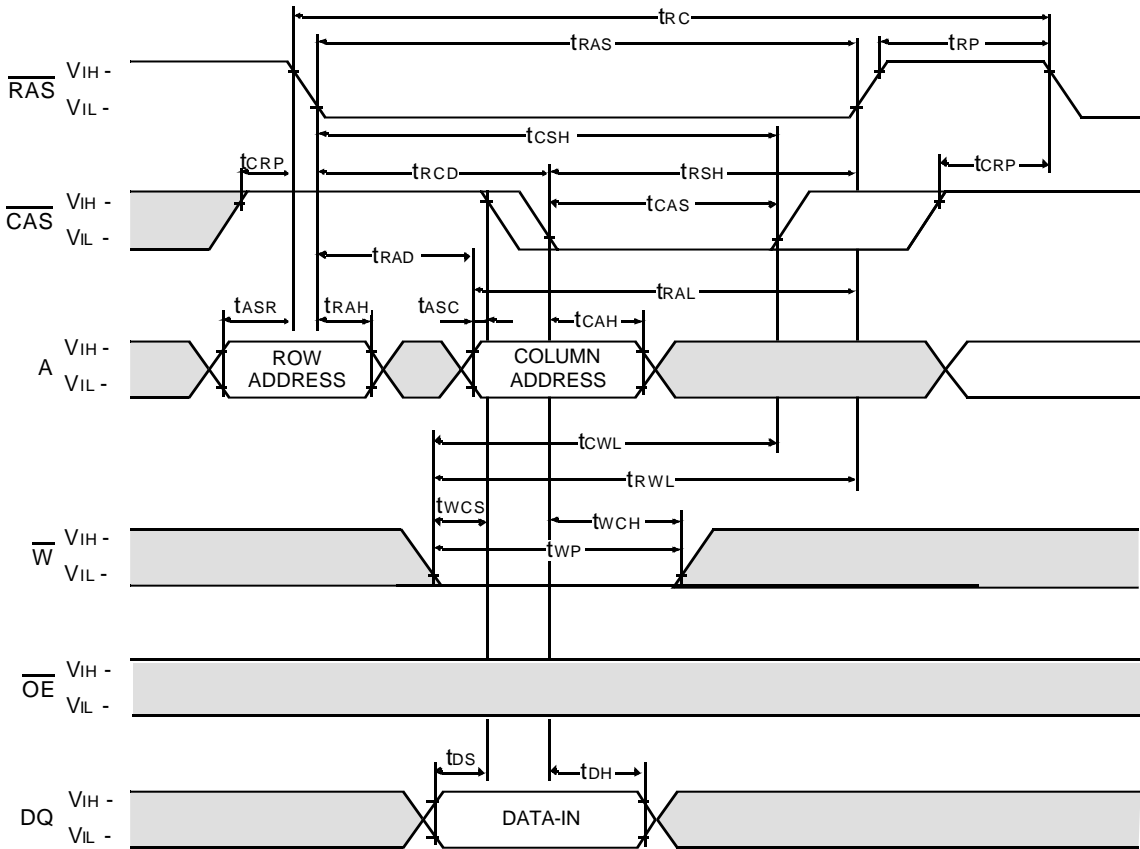 tRC
tRAS
tRP
RAS
VIH -
VIL -
tCSH
tCRP
tRCD
tRSH
tCRP
CAS
VIH -
VIL -
tCAS
tRAD
tRAL
tASR
tRAH
tASC
tCAH
A
VIH -
VIL -
ROW
ADDRESS
COLUMN
ADDRESS
tCWL
tRWL
tWCS
tWCH
W
VIH -
VIL -
tWP
OE
VIH -
VIL -
tDS
tDH
DQ
VIH -
VIL -
DATA-IN